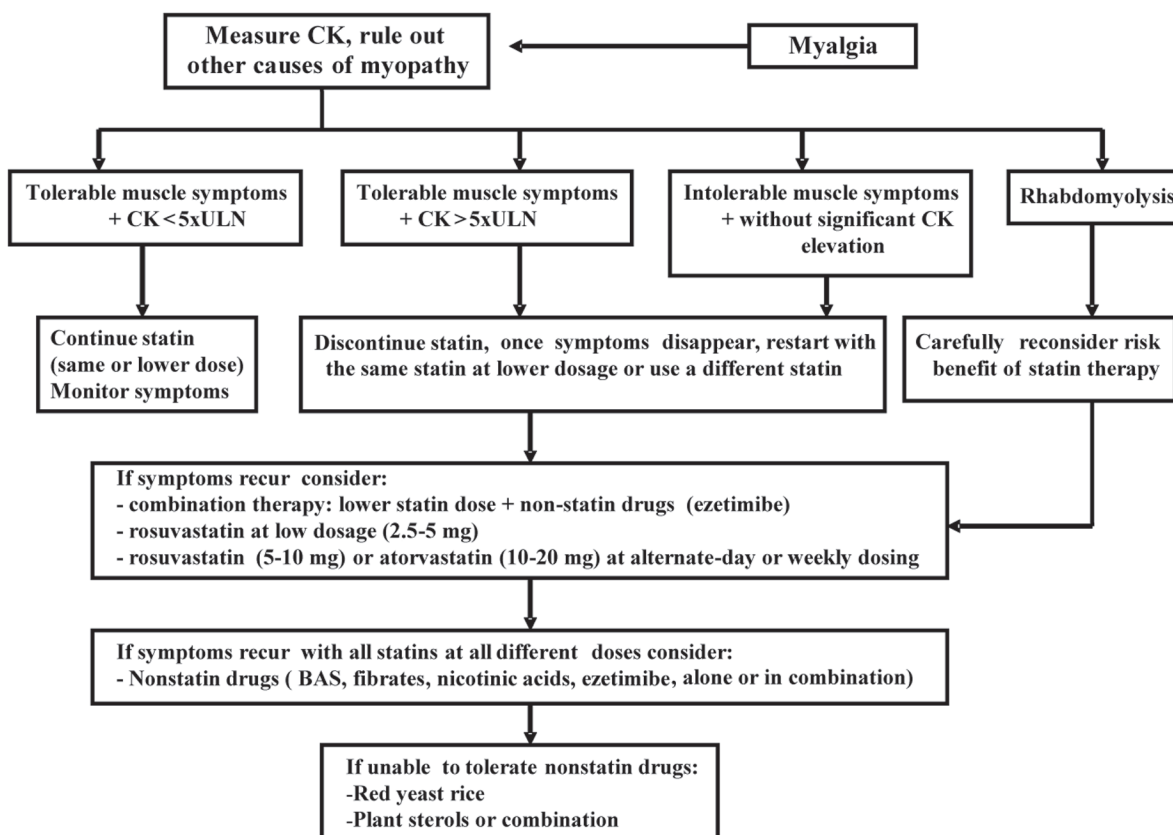 Measure CK, rule out
other causes of myopathy
Myalgia
Tolerable muscle symptoms
+ CK < 5xULN
Tolerable muscle symptoms
+ CK > 5xULN
Intolerable muscle symptoms
+ without significant CK
elevation
Rhabdomyolysis
Continue statin
(same or lower dose)
Monitor symptoms
Discontinue statin, once symptoms disappear, restart with
the same statin at lower dosage or use a different statin
Carefully reconsider risk
benefit of statin therapy
If symptoms recur consider:
- combination therapy: lower statin dose + non-statin drugs (ezetimibe)
- rosuvastatin at low dosage (2.5-5 mg)
- rosuvastatin (5-10 mg) or atorvastatin (10-20 mg) at alternate-day or weekly dosing
If symptoms recur with all statins at all different doses consider:
- Nonstatin drugs ( BAS, fibrates, nicotinic acids, ezetimibe, alone or in combination)
If unable to tolerate nonstatin drugs:
-Red yeast rice
-Plant sterols or combination